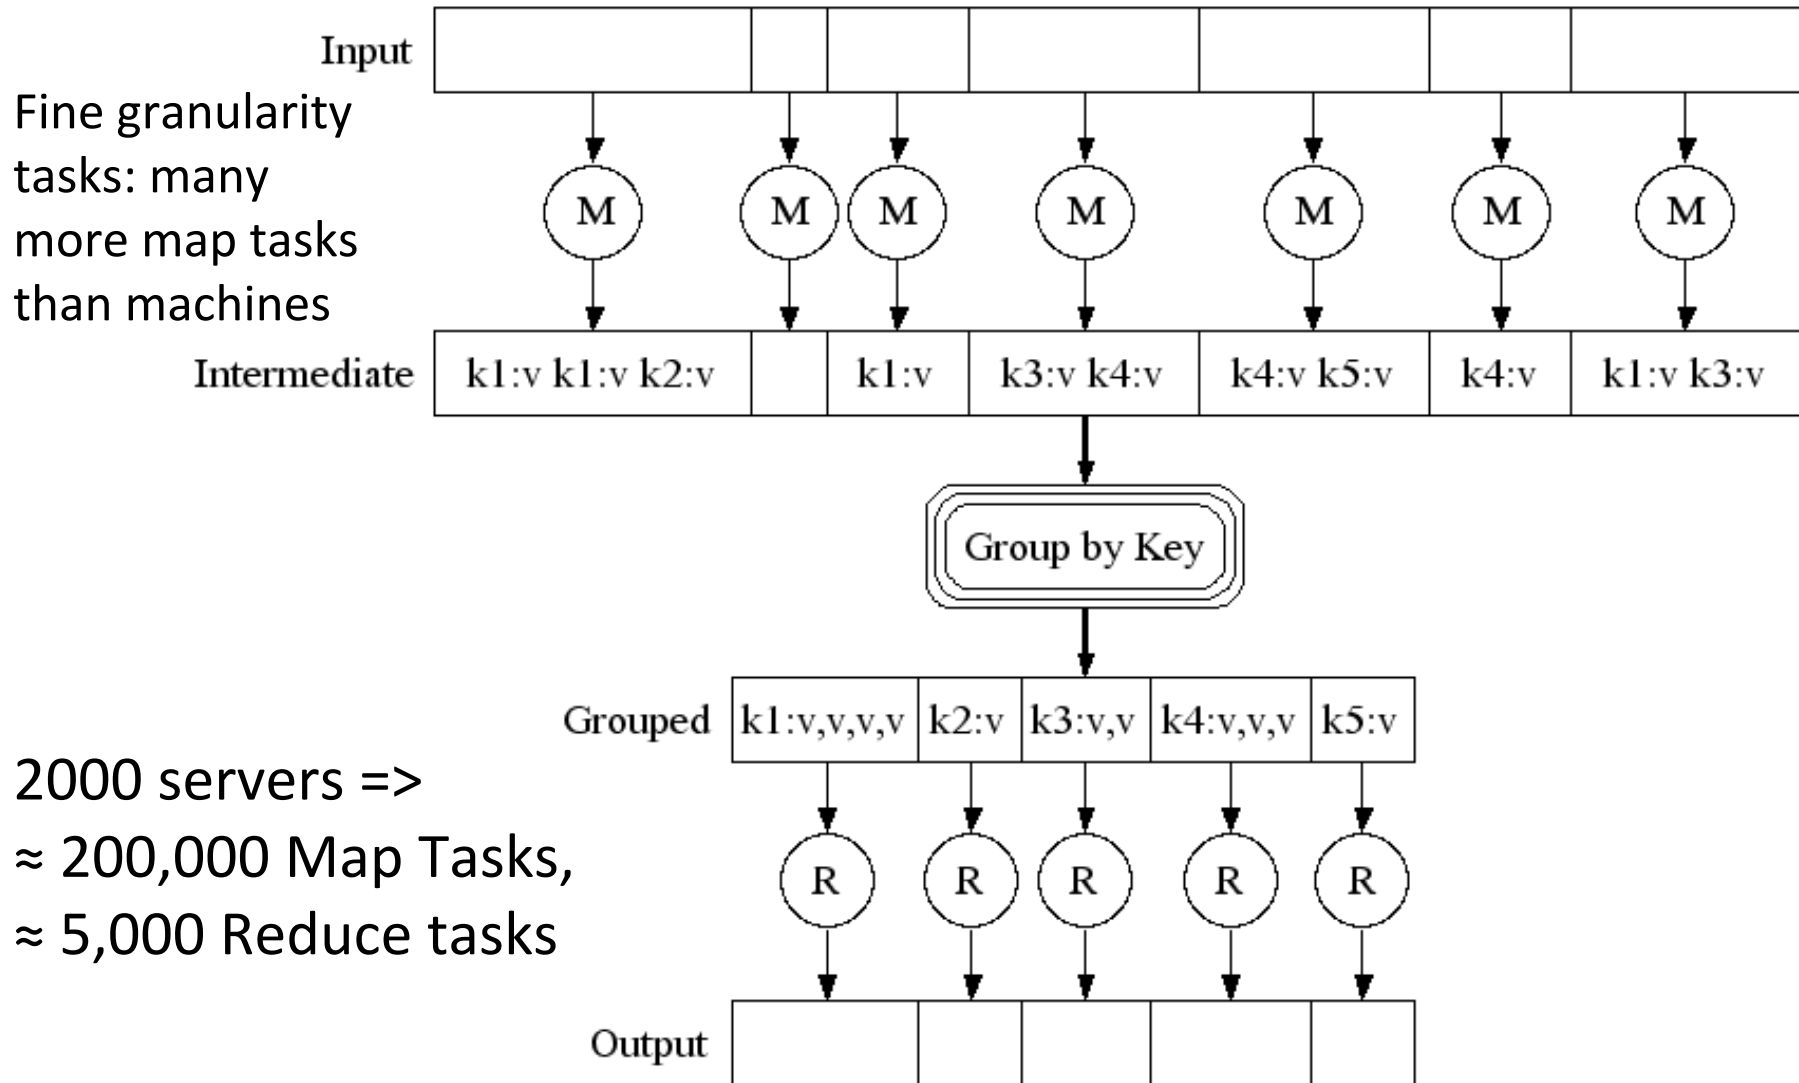 Input
Fine granularity
tasks: many
more map tasks
than machines
M M M M M M M
Intermediate k1:v k1:v k2:v k1:v k3:v k4:v k4:v k5:v k4:v k1:v k3:v
Group by Key
Grouped k1:v,v,v,v k2:v k3:v,v k4:v,v,v k5:v
2000 servers =>
≈ 200,000 Map Tasks,
≈ 5,000 Reduce tasks
R R R R R
Output